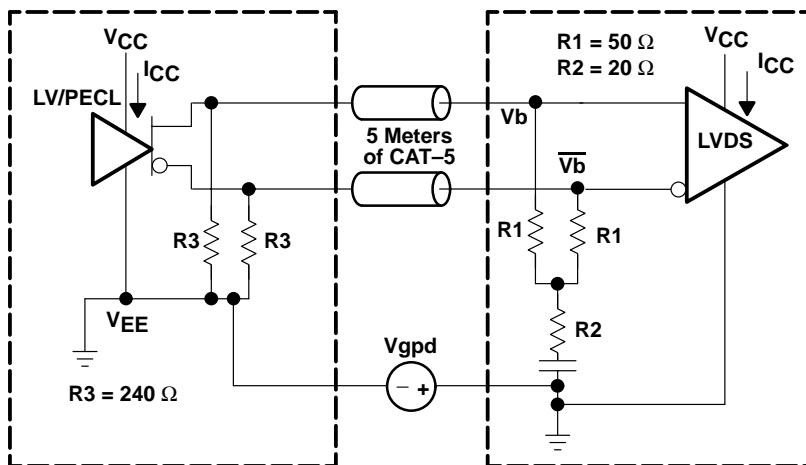 VCC
ICC
LV/PECL
R3
R3
VEE
R3 = 240 Ω
5 Meters
of CAT–5
Vgpd
– +
R1 = 50 Ω
R2 = 20 Ω
VCC
ICC
Vb
LVDS
V̅b̅
R1
R1
R2